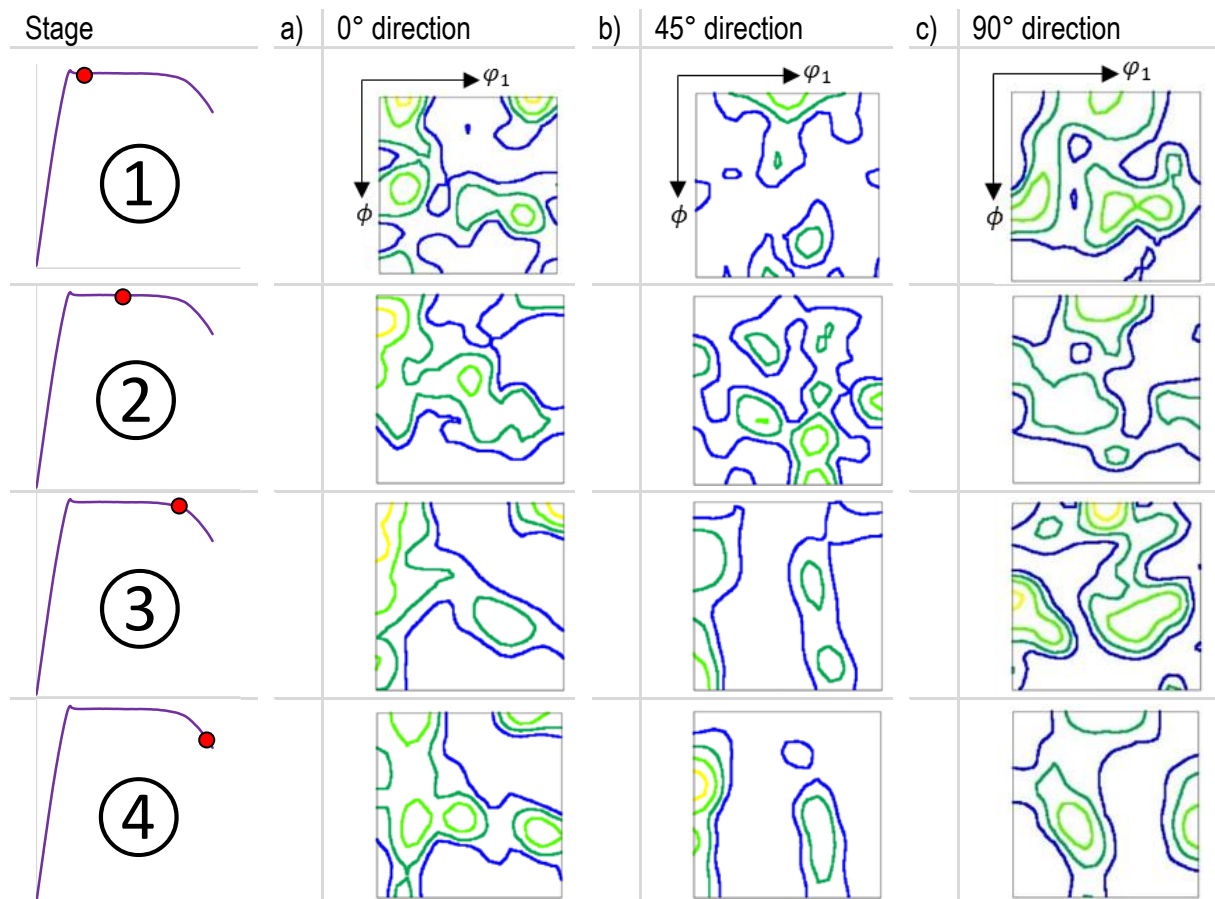 Stage a) 0° direction b) 45° direction c) 90° direction
φ₁ φ₁ φ₁
① ϕ ϕ ϕ
②
③
④